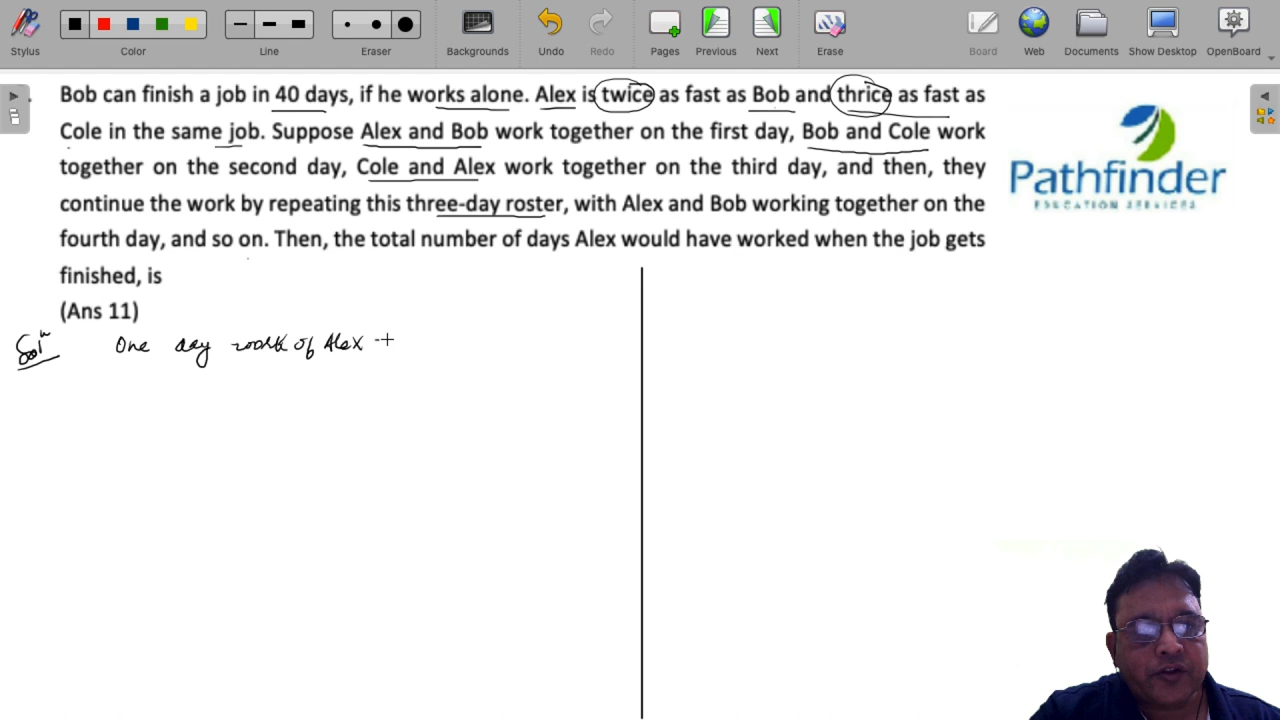 Stylus
Color
Line
Eraser
Backgrounds
Undo
Redo
Pages
Previous
Next
Erase
Board
Web
Documents
Show Desktop
OpenBoard
Bob can finish a job in 40 days, if he works alone. Alex is twice as fast as Bob and thrice as fast as
Cole in the same job. Suppose Alex and Bob work together on the first day, Bob and Cole work
together on the second day, Cole and Alex work together on the third day, and then, they
continue the work by repeating this three-day roster, with Alex and Bob working together on the
fourth day, and so on. Then, the total number of days Alex would have worked when the job gets
finished, is
(Ans 11)
Pathfinder
EDUCATION SERVICES
Solⁿ One day work of Alex +